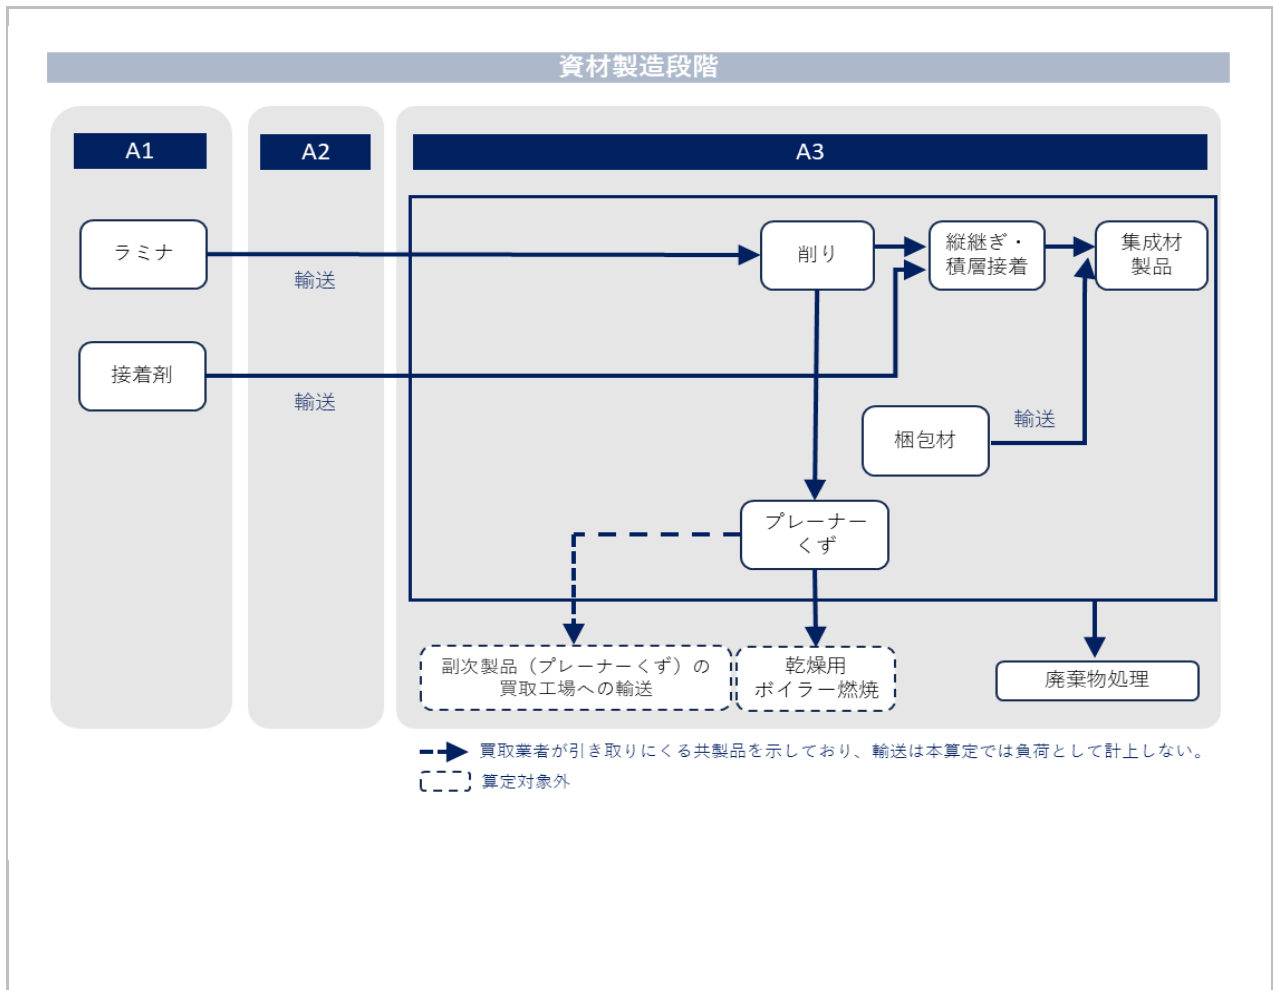 資材製造段階
A1
A2
A3
ラミナ
輸送
削り
縦継ぎ・
積層接着
集成材
製品
接着剤
輸送
梱包材
輸送
プレーナー
くず
副次製品（プレーナーくず）の
買取工場への輸送
乾燥用
ボイラー燃焼
廃棄物処理
買取業者が引き取りにくる共製品を示しており、輸送は本算定では負荷として計上しない。
算定対象外